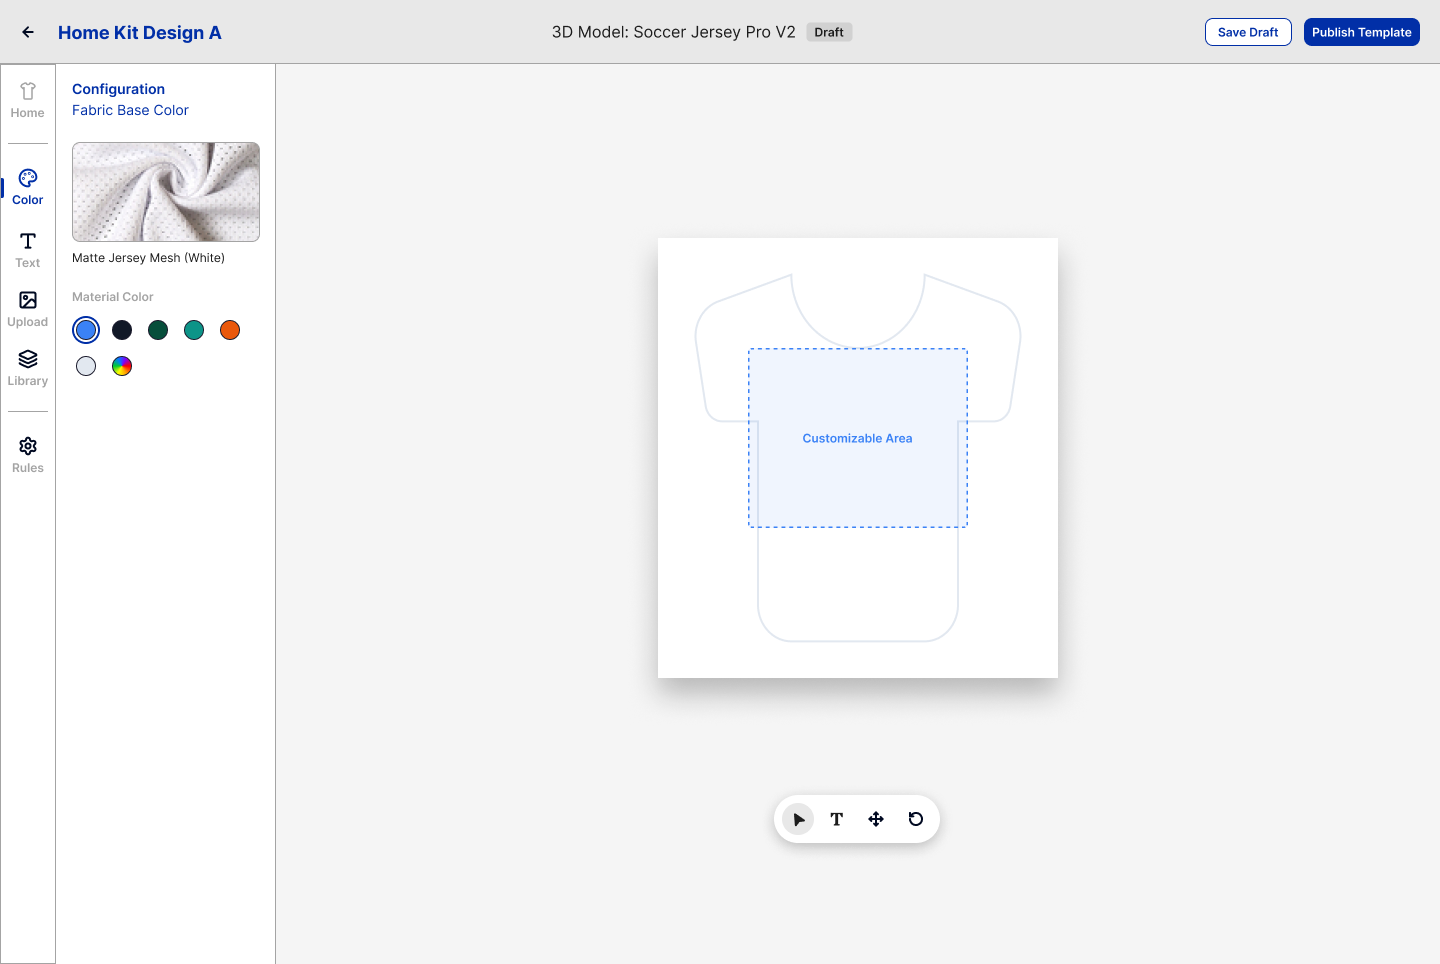 Home Kit Design A
3D Model: Soccer Jersey Pro V2
Draft
Save Draft
Publish Template
Home
Color
Text
Upload
Library
Rules
Configuration
Fabric Base Color
Matte Jersey Mesh (White)
Material Color
Customizable Area
T